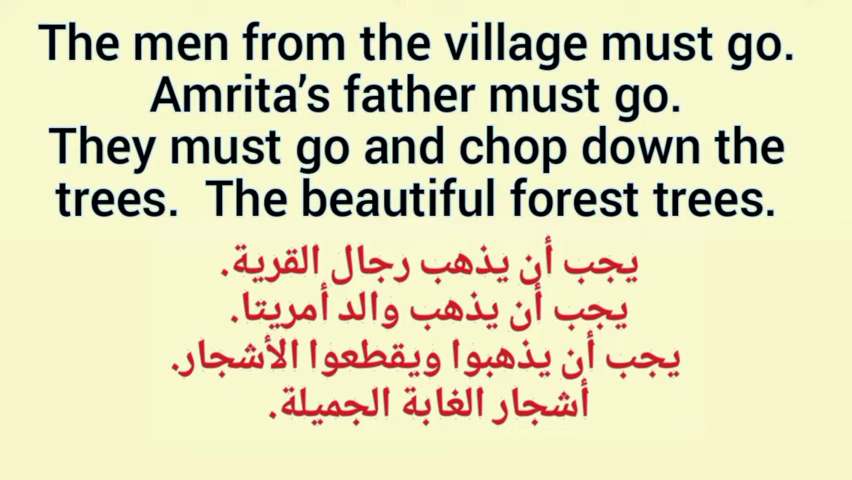 The men from the village must go.
Amrita’s father must go.
They must go and chop down the
trees.  The beautiful forest trees.
يجب أن يذهب رجال القرية.
يجب أن يذهب والد أمريتا.
يجب أن يذهبوا ويقطعوا الأشجار.
أشجار الغابة الجميلة.